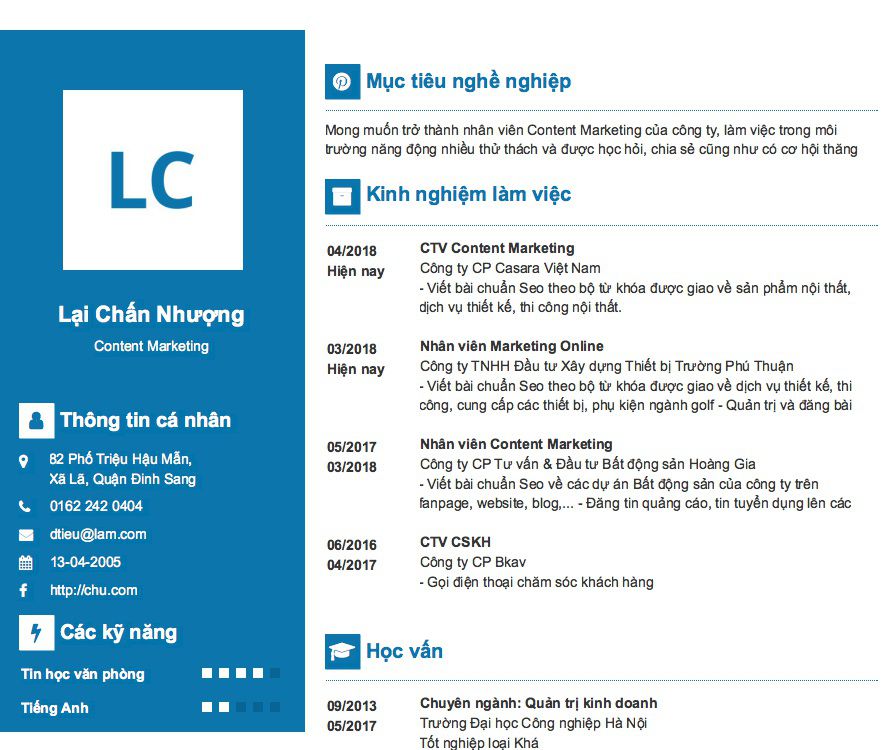 LC
Lại Chấn Nhượng
Content Marketing
Thông tin cá nhân
82 Phố Triệu Hậu Mẫn,
Xã Lã, Quận Đinh Sang
0162 242 0404
dtieu@lam.com
13-04-2005
http://chu.com
Các kỹ năng
Tin học văn phòng
Tiếng Anh
Mục tiêu nghề nghiệp
Mong muốn trở thành nhân viên Content Marketing của công ty, làm việc trong môi
trường năng động nhiều thử thách và được học hỏi, chia sẻ cũng như có cơ hội thăng
Kinh nghiệm làm việc
04/2018
Hiện nay
CTV Content Marketing
Công ty CP Casara Việt Nam
- Viết bài chuẩn Seo theo bộ từ khóa được giao về sản phẩm nội thất,
dịch vụ thiết kế, thi công nội thất.
03/2018
Hiện nay
Nhân viên Marketing Online
Công ty TNHH Đầu tư Xây dựng Thiết bị Trường Phú Thuận
- Viết bài chuẩn Seo theo bộ từ khóa được giao về dịch vụ thiết kế, thi
công, cung cấp các thiết bị, phụ kiện ngành golf - Quản trị và đăng bài
05/2017
03/2018
Nhân viên Content Marketing
Công ty CP Tư vấn & Đầu tư Bất động sản Hoàng Gia
- Viết bài chuẩn Seo về các dự án Bất động sản của công ty trên
fanpage, website, blog,... - Đăng tin quảng cáo, tin tuyển dụng lên các
06/2016
04/2017
CTV CSKH
Công ty CP Bkav
- Gọi điện thoại chăm sóc khách hàng
Học vấn
09/2013
05/2017
Chuyên ngành: Quản trị kinh doanh
Trường Đại học Công nghiệp Hà Nội
Tốt nghiệp loại Khá